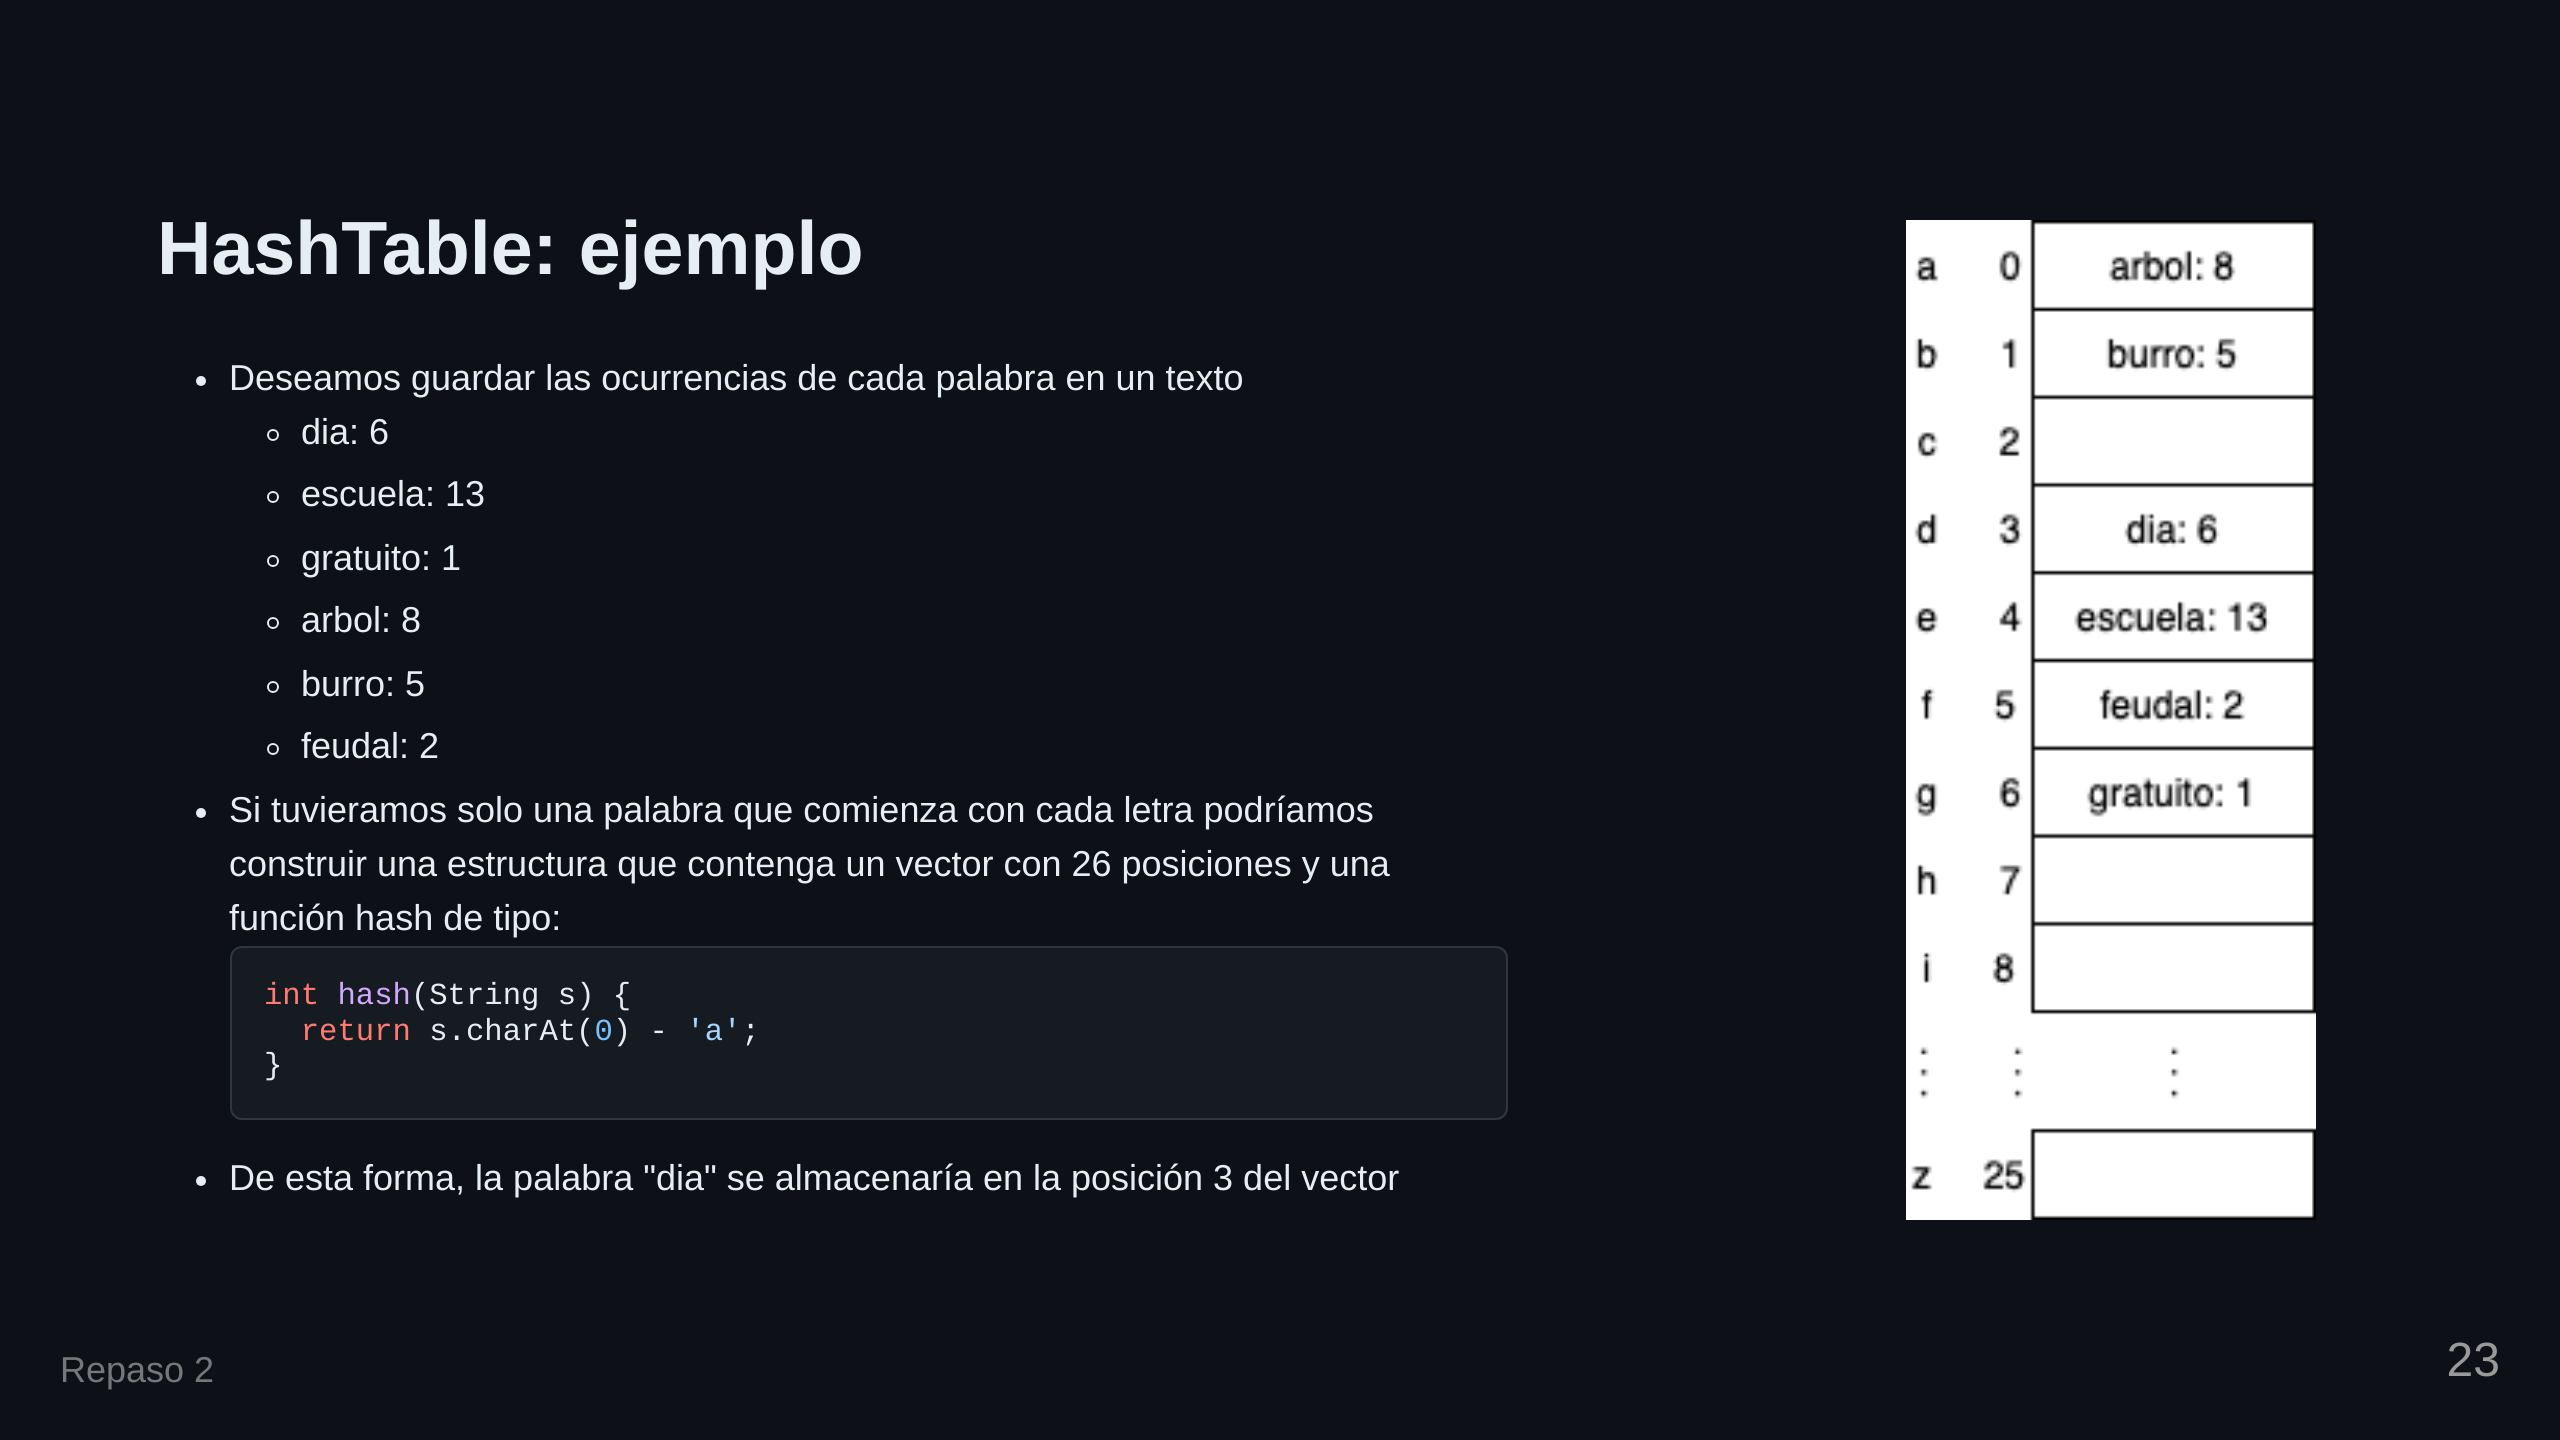 HashTable: ejemplo
Deseamos guardar las ocurrencias de cada palabra en un texto
dia: 6
escuela: 13
gratuito: 1
arbol: 8
burro: 5
feudal: 2
Si tuvieramos solo una palabra que comienza con cada letra podríamos
construir una estructura que contenga un vector con 26 posiciones y una
función hash de tipo:
int hash(String s) {
  return s.charAt(0) - 'a';
}
De esta forma, la palabra "dia" se almacenaría en la posición 3 del vector
a 0 arbol: 8
b 1 burro: 5
c 2
d 3 dia: 6
e 4 escuela: 13
f 5 feudal: 2
g 6 gratuito: 1
h 7
i 8
⋮ ⋮ ⋮
z 25
Repaso 2
23